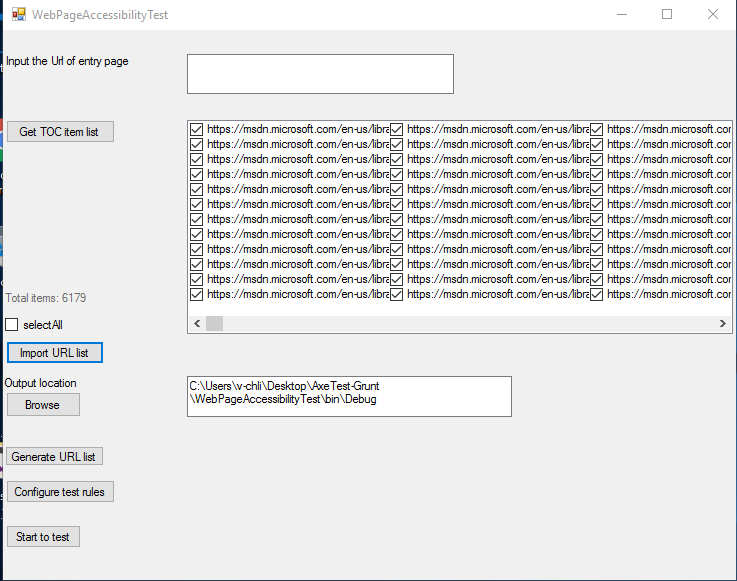 WebPageAccessibilityTest
Input the Url of entry page
Get TOC item list
https://msdn.microsoft.com/en-us/libra https://msdn.microsoft.com/en-us/libra https://msdn.microsoft.com
https://msdn.microsoft.com/en-us/libra https://msdn.microsoft.com/en-us/libra https://msdn.microsoft.com
https://msdn.microsoft.com/en-us/libra https://msdn.microsoft.com/en-us/libra https://msdn.microsoft.com
https://msdn.microsoft.com/en-us/libra https://msdn.microsoft.com/en-us/libra https://msdn.microsoft.com
https://msdn.microsoft.com/en-us/libra https://msdn.microsoft.com/en-us/libra https://msdn.microsoft.com
https://msdn.microsoft.com/en-us/libra https://msdn.microsoft.com/en-us/libra https://msdn.microsoft.com
https://msdn.microsoft.com/en-us/libra https://msdn.microsoft.com/en-us/libra https://msdn.microsoft.com
https://msdn.microsoft.com/en-us/libra https://msdn.microsoft.com/en-us/libra https://msdn.microsoft.com
https://msdn.microsoft.com/en-us/libra https://msdn.microsoft.com/en-us/libra https://msdn.microsoft.com
https://msdn.microsoft.com/en-us/libra https://msdn.microsoft.com/en-us/libra https://msdn.microsoft.com
https://msdn.microsoft.com/en-us/libra https://msdn.microsoft.com/en-us/libra https://msdn.microsoft.com
https://msdn.microsoft.com/en-us/libra https://msdn.microsoft.com/en-us/libra https://msdn.microsoft.com
Total items: 6179
selectAll
Import URL list
Output location
Browse
C:\Users\v-chli\Desktop\AxeTest-Grunt
\WebPageAccessibilityTest\bin\Debug
Generate URL list
Configure test rules
Start to test